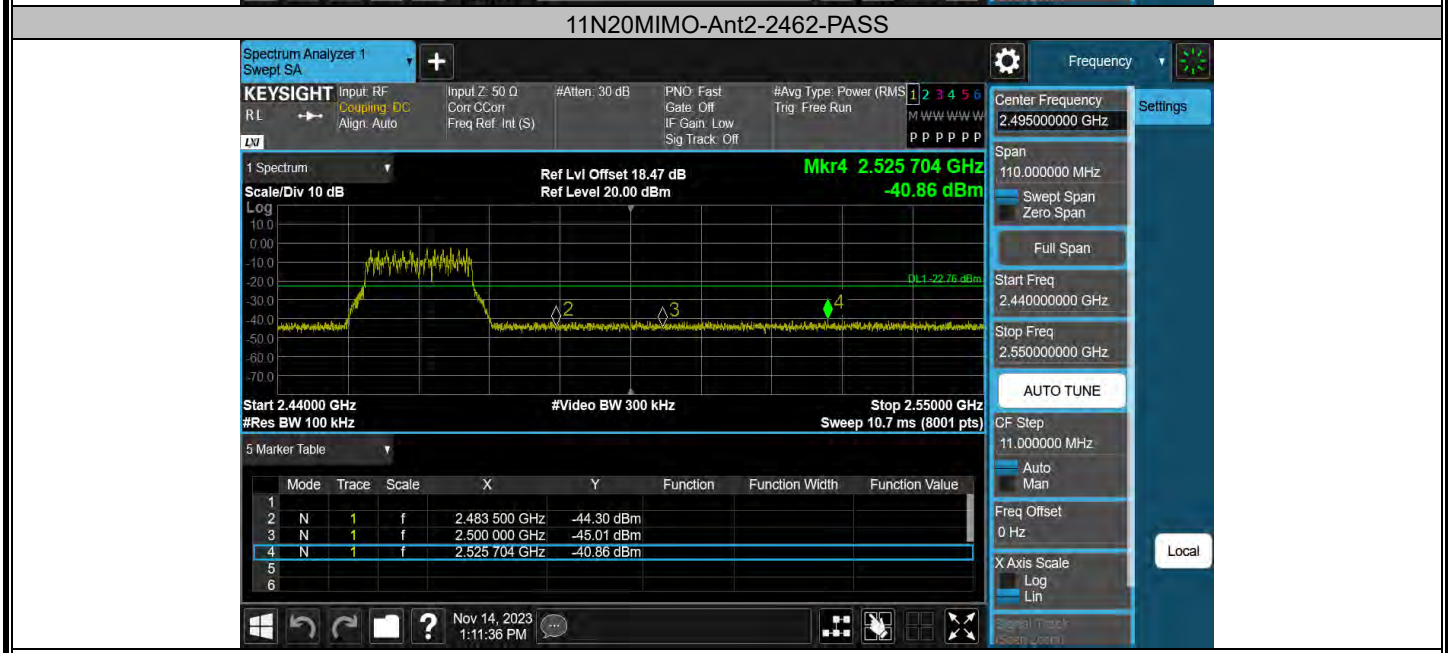 11N20MIMO-Ant2-2462-PASS
Spectrum Analyzer 1
Swept SA
+
Frequency
KEYSIGHT
RL
LXI
Input: RF
Coupling: DC
Align: Auto
Input Z: 50 Ω
Corr CCorr
Freq Ref: Int (S)
#Atten: 30 dB
PNO: Fast
Gate: Off
IF Gain: Low
Sig Track: Off
#Avg Type: Power (RMS
Trig: Free Run
1 2 3 4 5 6
M W W W W W
P P P P P P
Center Frequency
2.495000000 GHz
Settings
1 Spectrum
Scale/Div 10 dB
Ref Lvl Offset 18.47 dB
Ref Level 20.00 dBm
Mkr4 2.525 704 GHz
-40.86 dBm
Log
10.0
0.00
-10.0
-20.0
-30.0
-40.0
-50.0
-60.0
-70.0
DL1 -22.76 dBm
2
3
4
Start 2.44000 GHz
#Video BW 300 kHz
Stop 2.55000 GHz
#Res BW 100 kHz
Sweep 10.7 ms (8001 pts)
Span
110.000000 MHz
Swept Span
Zero Span
Full Span
Start Freq
2.440000000 GHz
Stop Freq
2.550000000 GHz
AUTO TUNE
CF Step
11.000000 MHz
Auto
Man
Freq Offset
0 Hz
X Axis Scale
Log
Lin
Signal Track
(Span Zoom)
Local
5 Marker Table
Mode Trace Scale X Y Function Function Width Function Value
1
2 N 1 f 2.483 500 GHz -44.30 dBm
3 N 1 f 2.500 000 GHz -45.01 dBm
4 N 1 f 2.525 704 GHz -40.86 dBm
5
6
?
Nov 14, 2023
1:11:36 PM